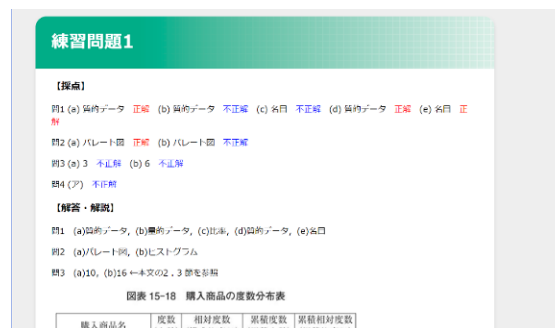 練習問題1
【採点】
問1 (a) 質的データ 正解 (b) 質的データ 不正解 (c) 名目 不正解 (d) 質的データ 正解 (e) 名目 正
解
問2 (a) パレート図 正解 (b) パレート図 不正解
問3 (a) 3 不正解 (b) 6 不正解
問4 (ア) 不正解
【解答・解説】
問1 (a)質的データ, (b)量的データ, (c)比率, (d)質的データ, (e)名目
問2 (a)パレート図, (b)ヒストグラム
問3 (a)10, (b)16 ←本文の2．3 節を参照
図表 15-18 購入商品の度数分布表
購入商品名 度数 相対度数 累積度数 累積相対度数